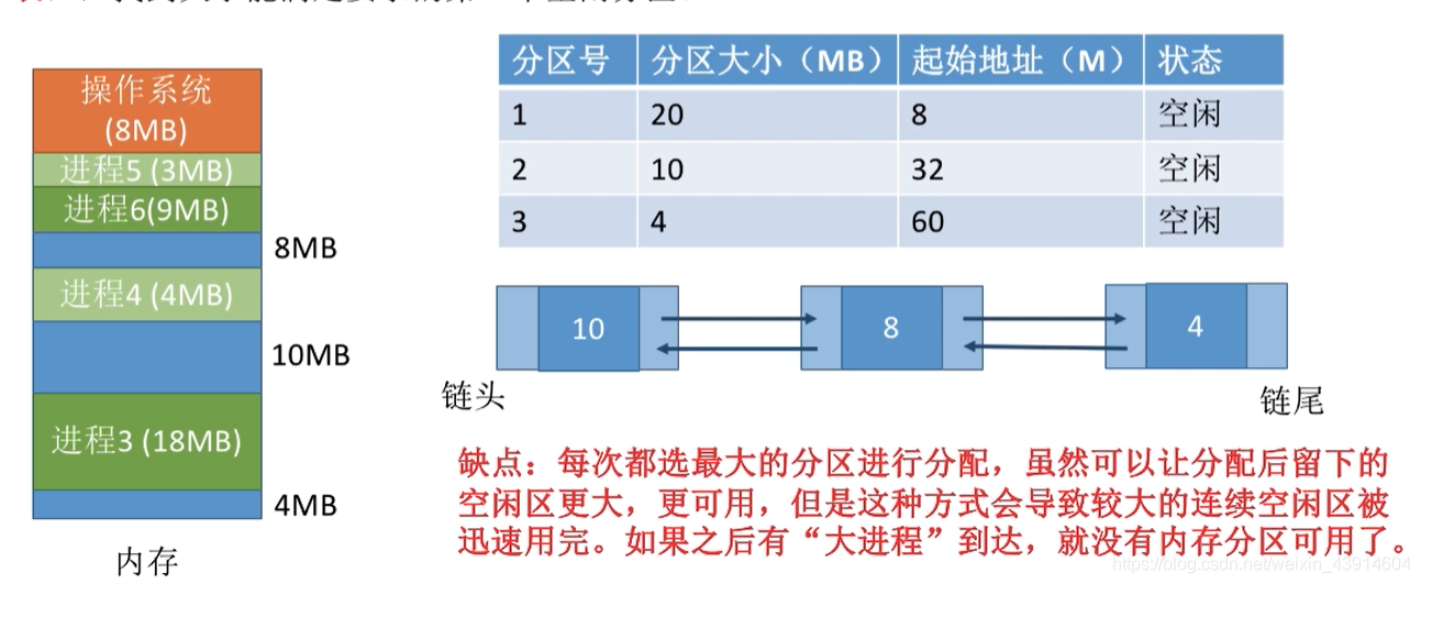 操作系统
(8MB)
进程5 (3MB)
进程6(9MB)
8MB
进程4 (4MB)
10MB
进程3 (18MB)
4MB
内存
分区号 分区大小（MB） 起始地址（M） 状态
1 20 8 空闲
2 10 32 空闲
3 4 60 空闲
10 8 4
链头 链尾
缺点：每次都选最大的分区进行分配，虽然可以让分配后留下的
空闲区更大，更可用，但是这种方式会导致较大的连续空闲区被
迅速用完。如果之后有“大进程”到达，就没有内存分区可用了。
https://blog.csdn.net/weixin_43914604